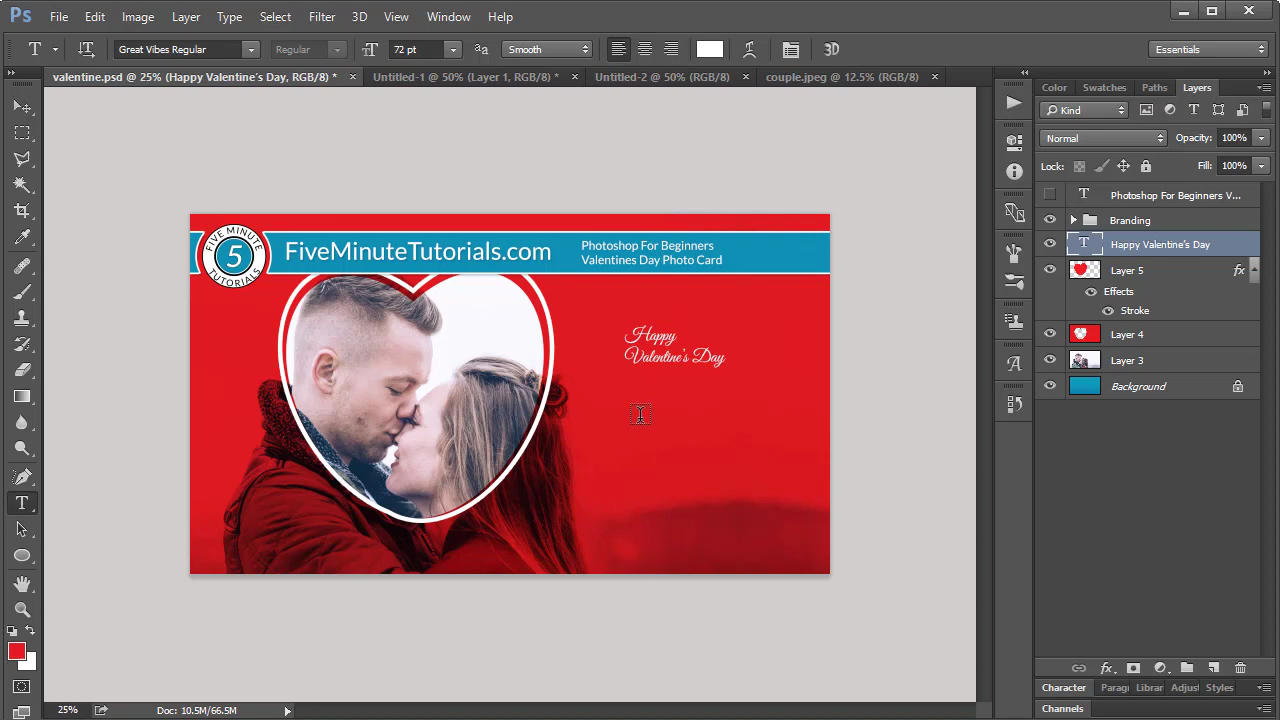 Ps File Edit Image Layer Type Select Filter 3D View Window Help
T Great Vibes Regular Regular 72 pt Smooth 3D Essentials
valentine.psd @ 25% (Happy Valentine's Day, RGB/8) * × Untitled-1 @ 50% (Layer 1, RGB/8) * × Untitled-2 @ 50% (RGB/8) × couple.jpeg @ 12.5% (RGB/8) ×
Color Swatches Paths Layers
Kind
Normal Opacity: 100%
Lock: Fill: 100%
T Photoshop For Beginners V...
Branding
T Happy Valentine's Day
Layer 5 fx
Effects
Stroke
Layer 4
Layer 3
Background
FIVE MINUTE
5
TUTORIALS
FiveMinuteTutorials.com
Photoshop For Beginners
Valentines Day Photo Card
Happy
Valentine's Day
Character Paragi Librar Adjust Styles
Channels
25% Doc: 10.5M/66.5M